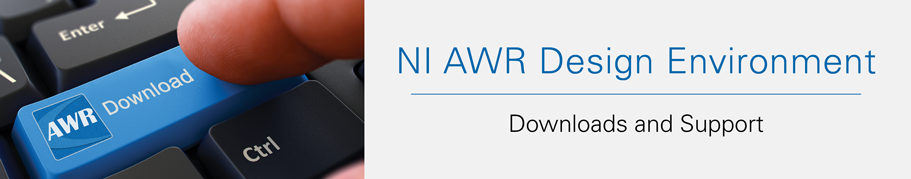 Enter
AWR Download
Ctrl
NI AWR Design Environment
Downloads and Support